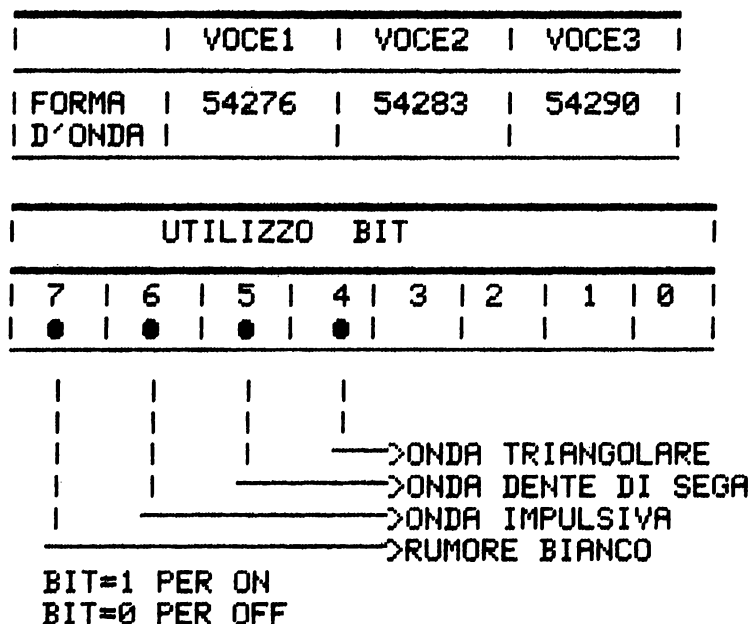 VOCE1 VOCE2 VOCE3
FORMA 54276 54283 54290
D'ONDA
UTILIZZO BIT
7 6 5 4 3 2 1 0
>ONDA TRIANGOLARE
>ONDA DENTE DI SEGA
>ONDA IMPULSIVA
>RUMORE BIANCO
BIT=1 PER ON
BIT=0 PER OFF